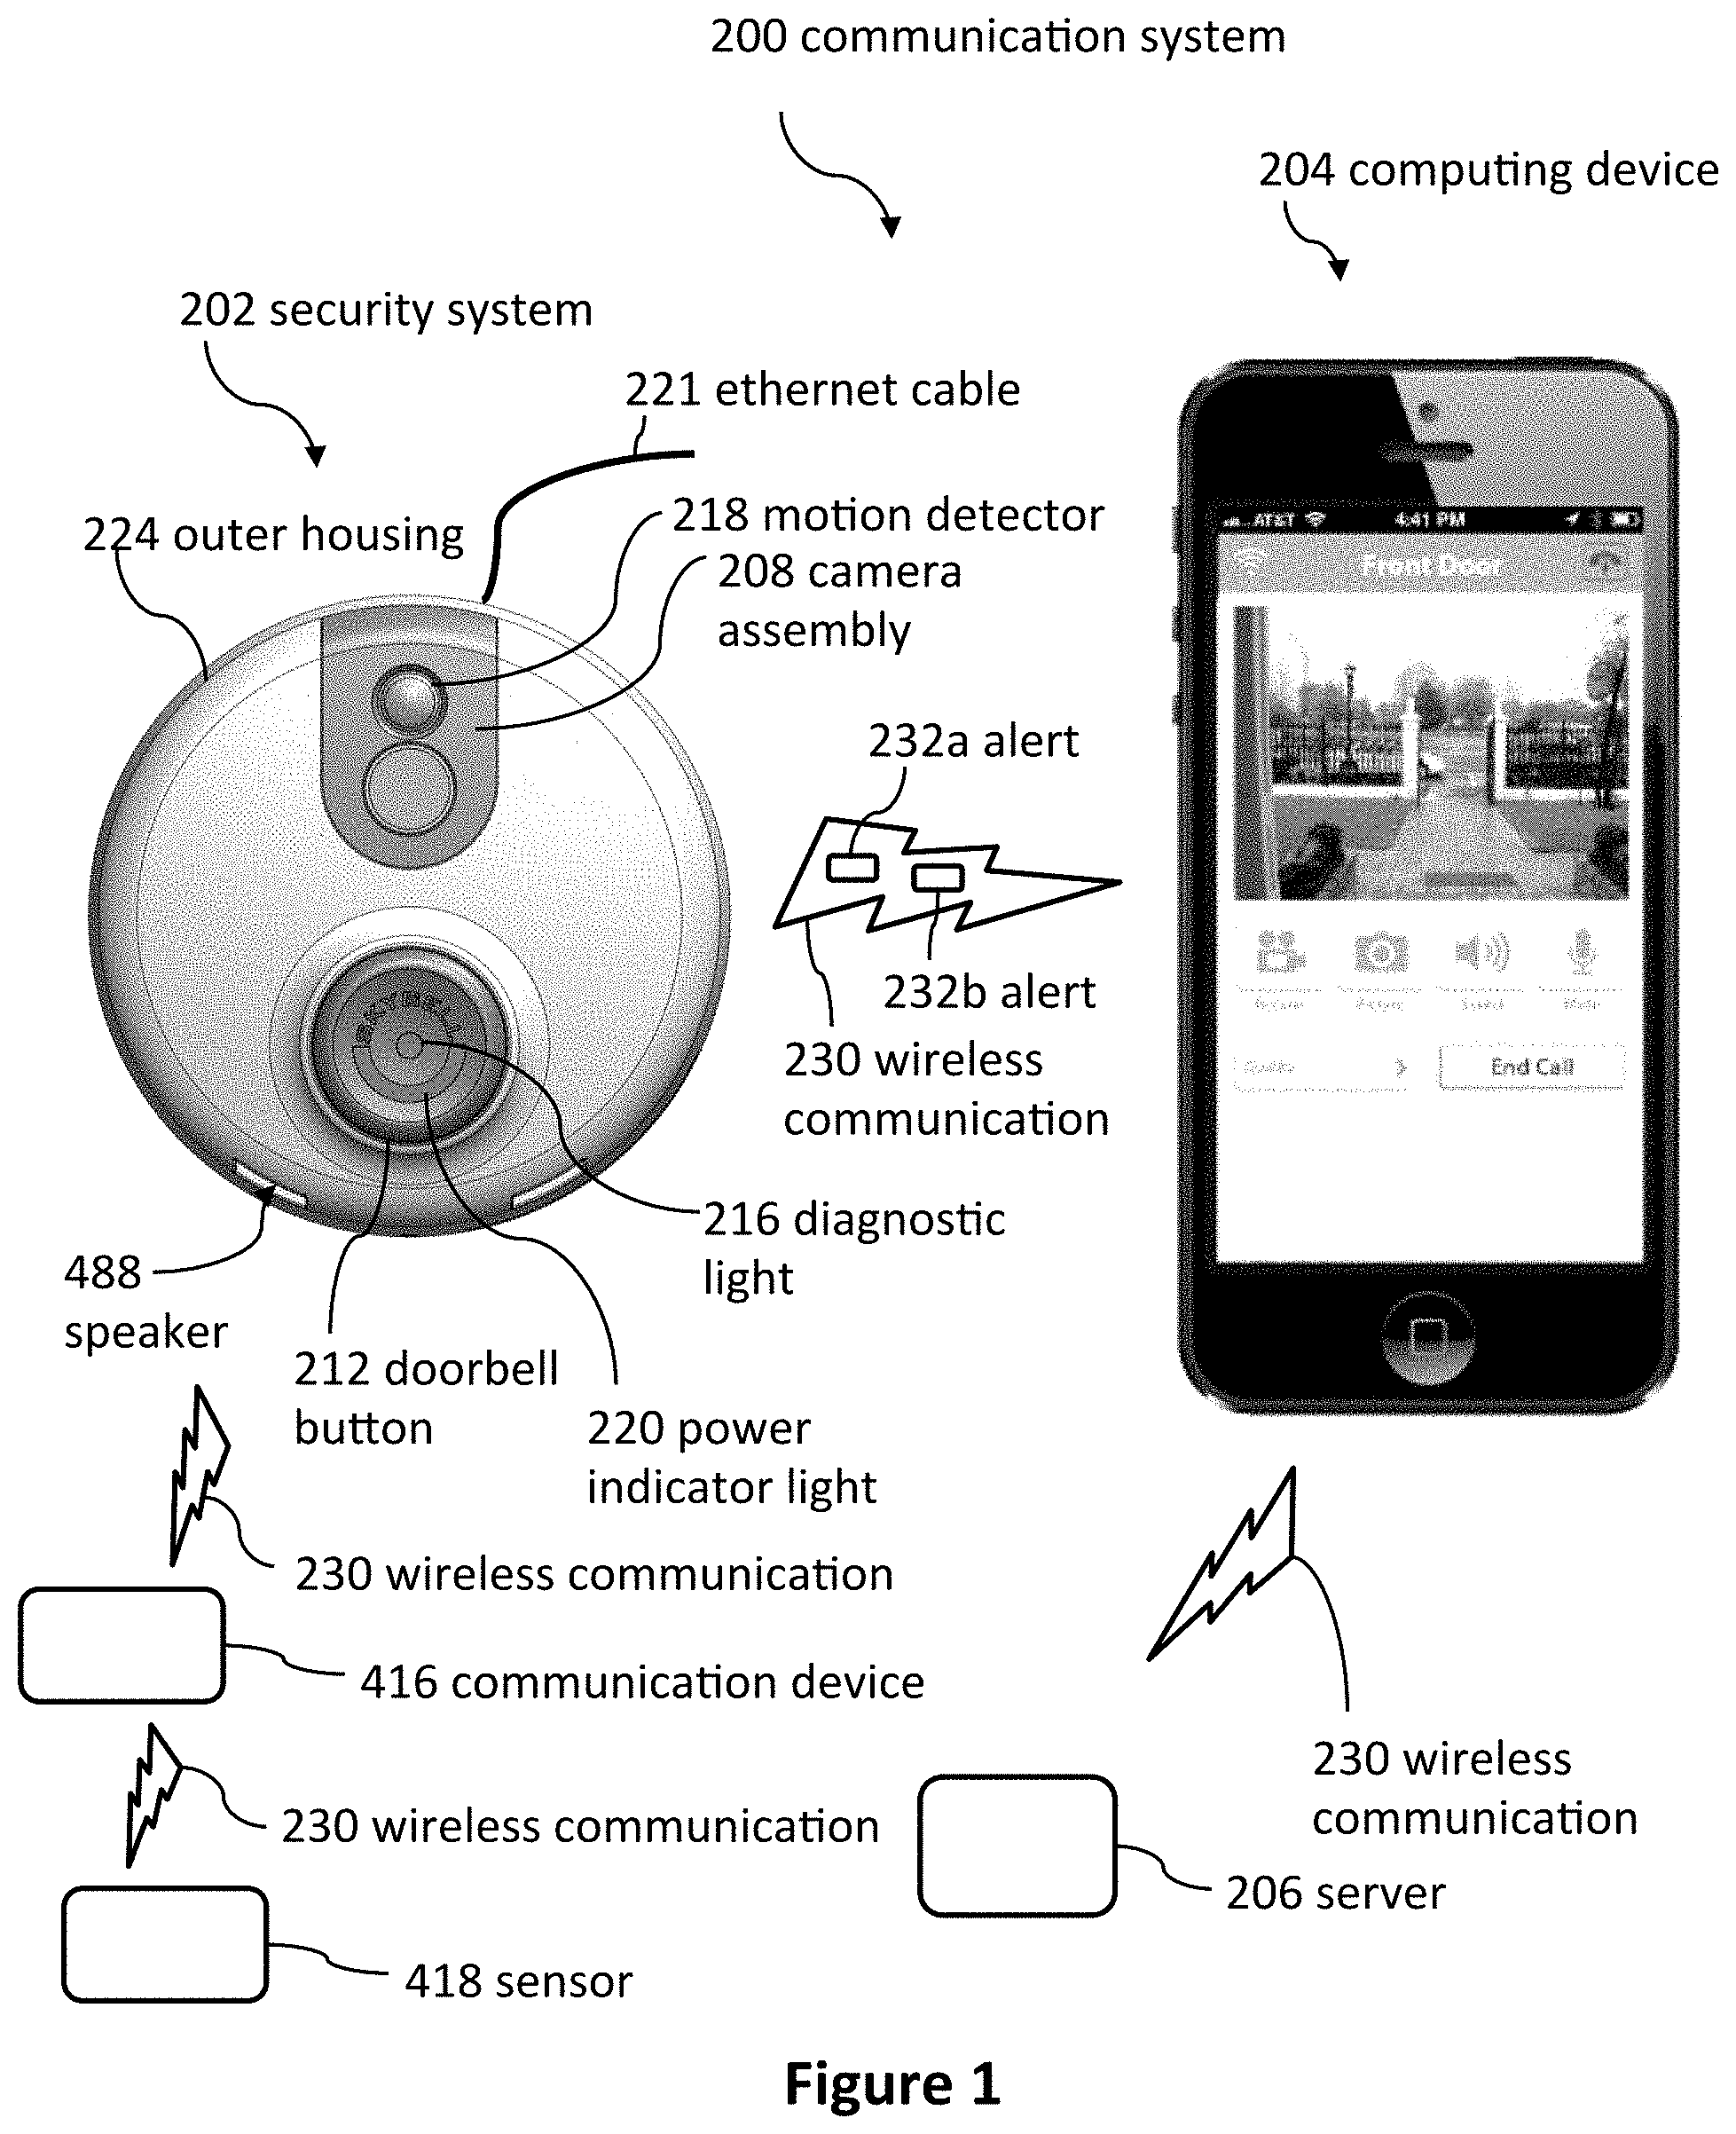 200 communication system
204 computing device
202 security system
221 ethernet cable
224 outer housing
218 motion detector
208 camera
assembly
AT&T
4:41 PM
Front Door
232a alert
232b alert
230 wireless
communication
End Call
216 diagnostic
light
488
speaker
212 doorbell
button
220 power
indicator light
230 wireless communication
416 communication device
230 wireless communication
418 sensor
230 wireless
communication
206 server
Figure 1